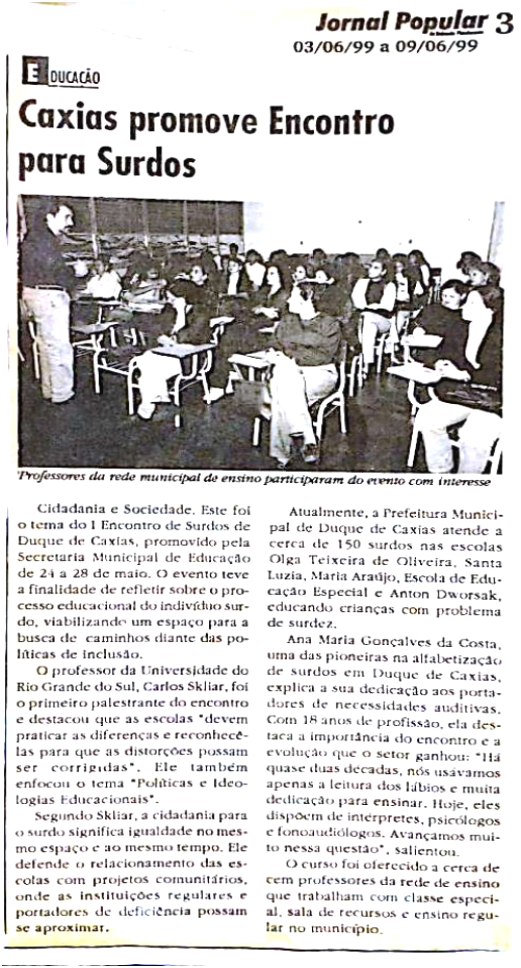 Jornal Popular 3
03/06/99 a 09/06/99
EDUCAÇÃO
Caxias promove Encontro
para Surdos
Professores da rede municipal de ensino participaram do evento com interesse
Cidadania e Sociedade. Este foi
o tema do I Encontro de Surdos de
Duque de Caxias, promovido pela
Secretaria Municipal de Educação
de 24 a 28 de maio. O evento teve
a finalidade de refletir sobre o pro-
cesso educacional do indivíduo sur-
do, viabilizando um espaço para a
busca de caminhos diante das po-
líticas de inclusão.
O professor da Universidade do
Rio Grande do Sul, Carlos Skliar, foi
o primeiro palestrante do encontro
e destacou que as escolas "devem
praticar as diferenças e reconhecê-
las para que as distorções possam
ser corrigidas". Ele também
enfocou o tema "Políticas e Ideo-
logias Educacionais".
Segundo Skliar, a cidadania para
o surdo significa igualdade no mes-
mo espaço e ao mesmo tempo. Ele
defende o relacionamento das es-
colas com projetos comunitários,
onde as instituições regulares e
portadores de deficiência possam
se aproximar.
Atualmente, a Prefeitura Munici-
pal de Duque de Caxias atende a
cerca de 150 surdos nas escolas
Olga Teixeira de Oliveira, Santa
Luzia, Maria Araújo, Escola de Edu-
cação Especial e Anton Dworsak,
educando crianças com problema
de surdez.
Ana Maria Gonçalves da Costa,
uma das pioneiras na alfabetização
de surdos em Duque de Caxias,
explica a sua dedicação aos porta-
dores de necessidades auditivas.
Com 18 anos de profissão, ela des-
taca a importância do encontro e a
evolução que o setor ganhou: "Há
quase duas décadas, nós usávamos
apenas a leitura dos lábios e muita
dedicação para ensinar. Hoje, eles
dispõem de intérpretes, psicólogos
e fonoaudiólogos. Avançamos mui-
to nessa questão", salientou.
O curso foi oferecido a cerca de
cem professores da rede de ensino
que trabalham com classe especi-
al, sala de recursos e ensino regu-
lar no município.